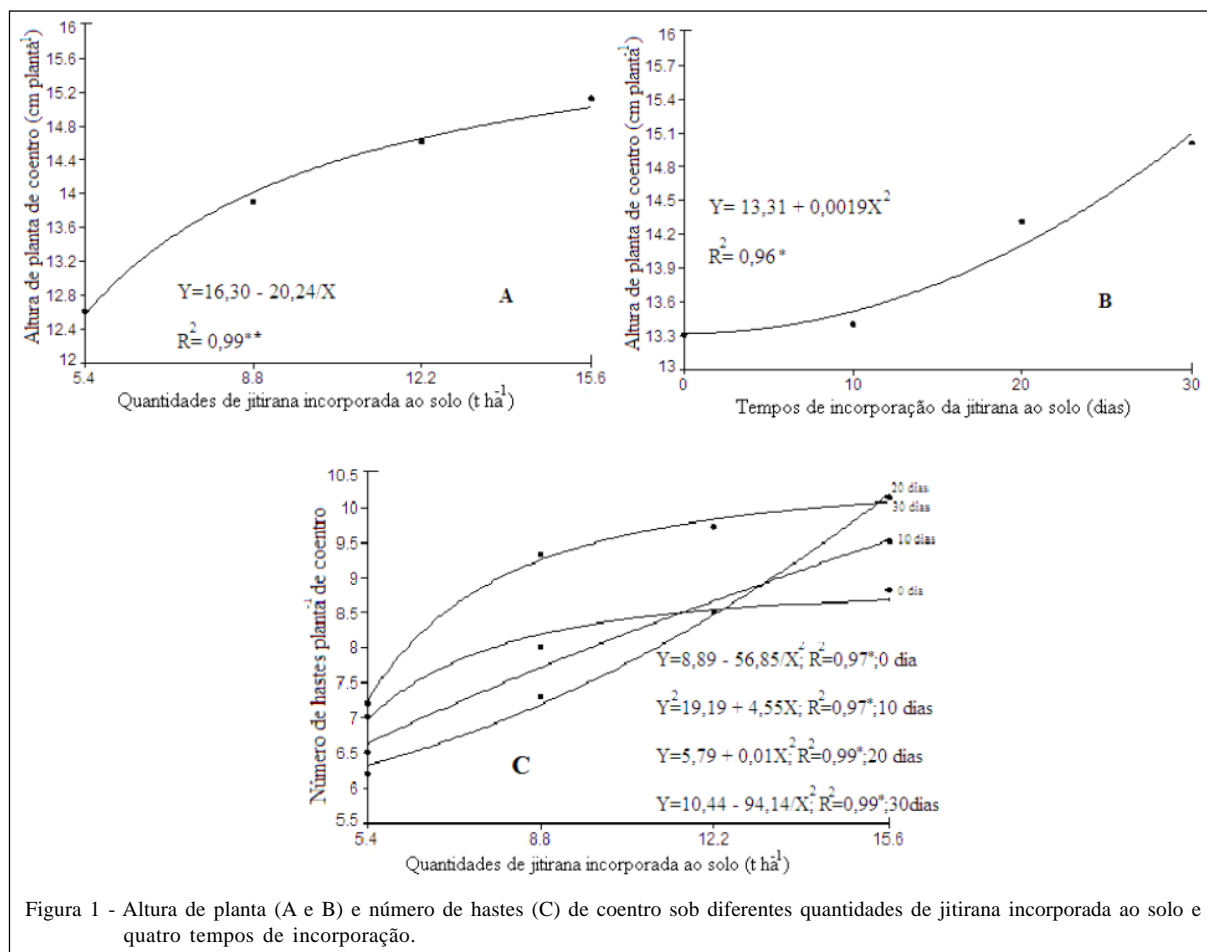 Altura de planta de coentro (cm planta⁻¹)
16
15.6
15.2
14.8
14.4
14
13.6
13.2
12.8
12.4
12
Y=16,30 - 20,24/X
R²= 0,99**
A
5.4 8.8 12.2 15.6
Quantidades de jitirana incorporada ao solo (t há⁻¹)
Altura de planta de coentro (cm planta⁻¹)
16
15.7
15.4
15.1
14.8
14.5
14.2
13.9
13.6
13.3
13
Y= 13,31 + 0,0019X²
R²= 0,96*
B
0 10 20 30
Tempos de incorporação da jitirana ao solo (dias)
Número de hastes planta⁻¹ de coentro
10.5
10
9.5
9
8.5
8
7.5
7
6.5
6
5.5
20 dias
30 dias
10 dias
0 dia
Y=8,89 - 56,85/X²; R²=0,97*;0 dia
Y²=19,19 + 4,55X; R²=0,97*;10 dias
Y=5,79 + 0,01X²; R²=0,99*;20 dias
Y=10,44 - 94,14/X²; R²=0,99*;30dias
C
5.4 8.8 12.2 15.6
Quantidades de jitirana incorporada ao solo (t há⁻¹)
Figura 1 - Altura de planta (A e B) e número de hastes (C) de coentro sob diferentes quantidades de jitirana incorporada ao solo e
quatro tempos de incorporação.